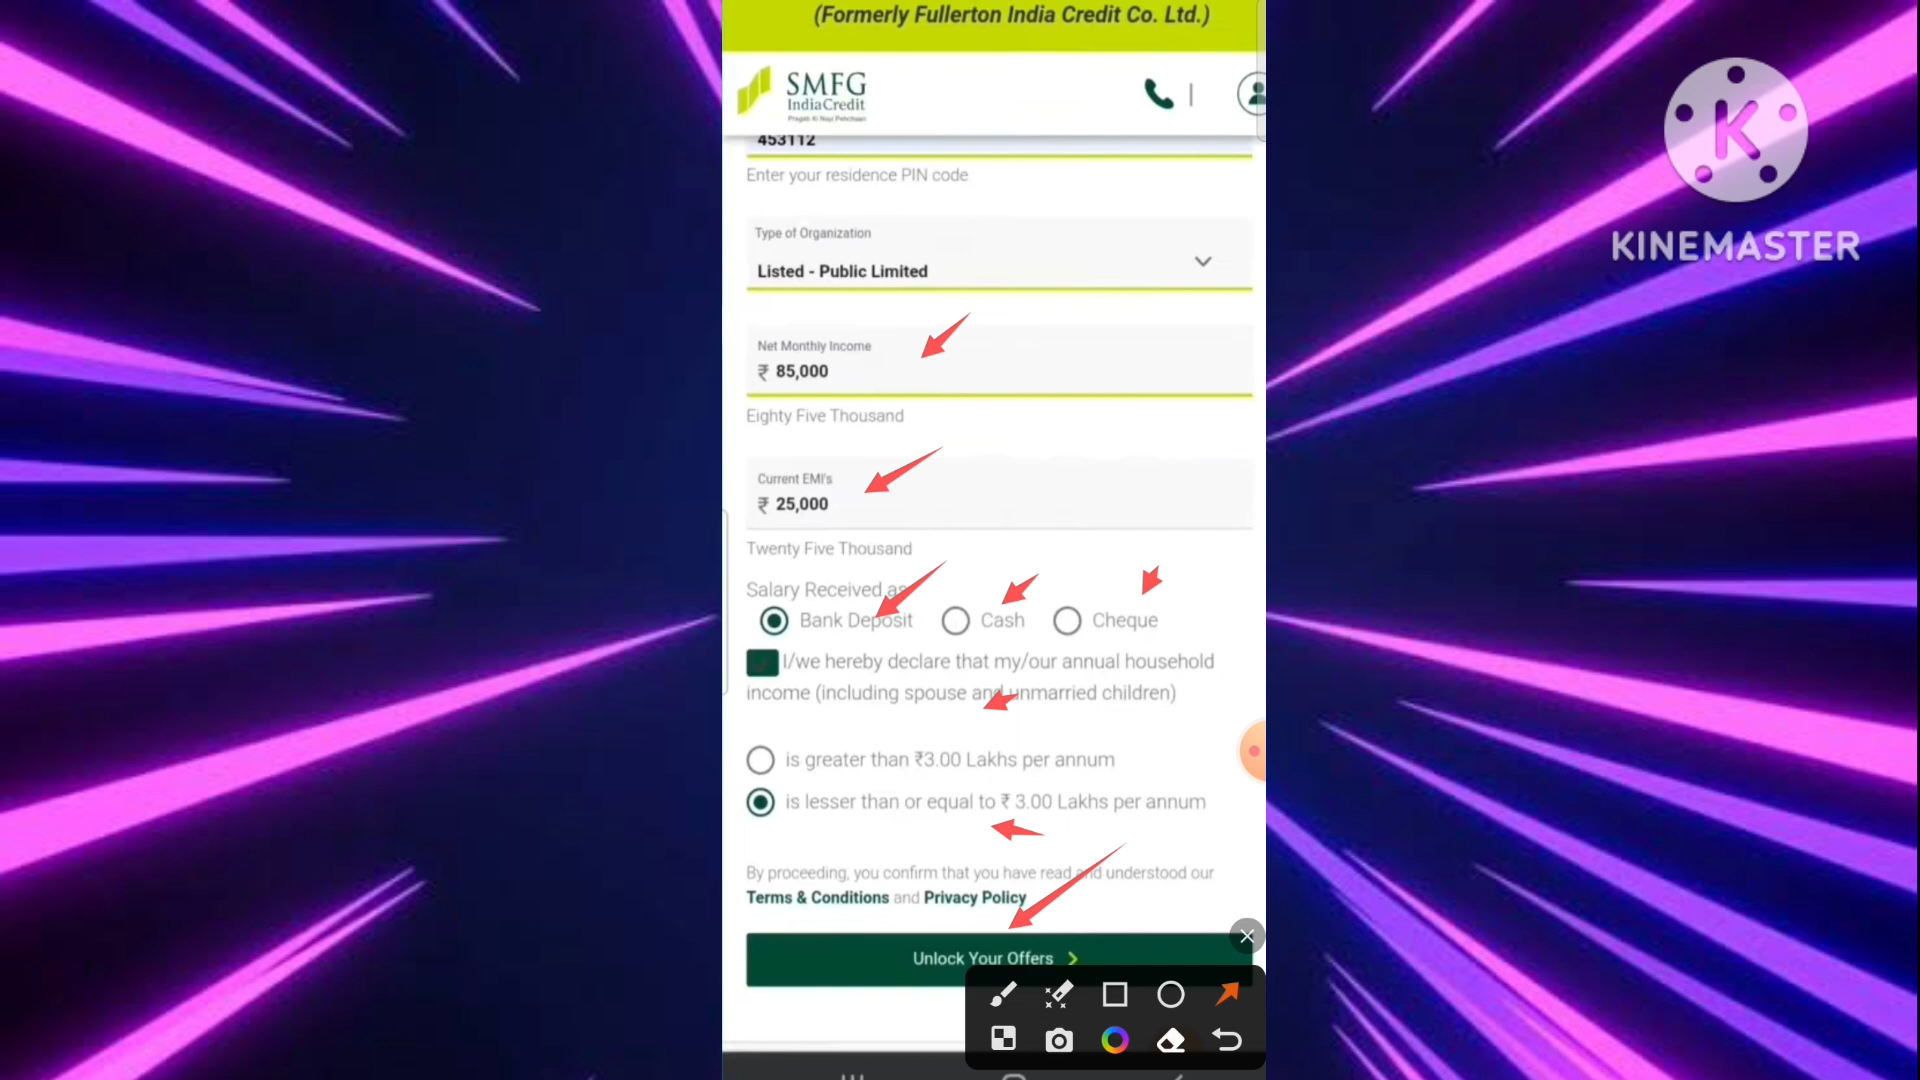 (Formerly Fullerton India Credit Co. Ltd.)
SMFG
IndiaCredit
Pragati Ki Nayi Pehchaan
453112
Enter your residence PIN code
Type of Organization
Listed - Public Limited
Net Monthly Income
₹ 85,000
Eighty Five Thousand
Current EMI's
₹ 25,000
Twenty Five Thousand
Salary Received as
Bank Deposit Cash Cheque
I/we hereby declare that my/our annual household
income (including spouse and unmarried children)
is greater than ₹3.00 Lakhs per annum
is lesser than or equal to ₹ 3.00 Lakhs per annum
By proceeding, you confirm that you have read and understood our
Terms & Conditions and Privacy Policy
Unlock Your Offers
K
KINEMASTER